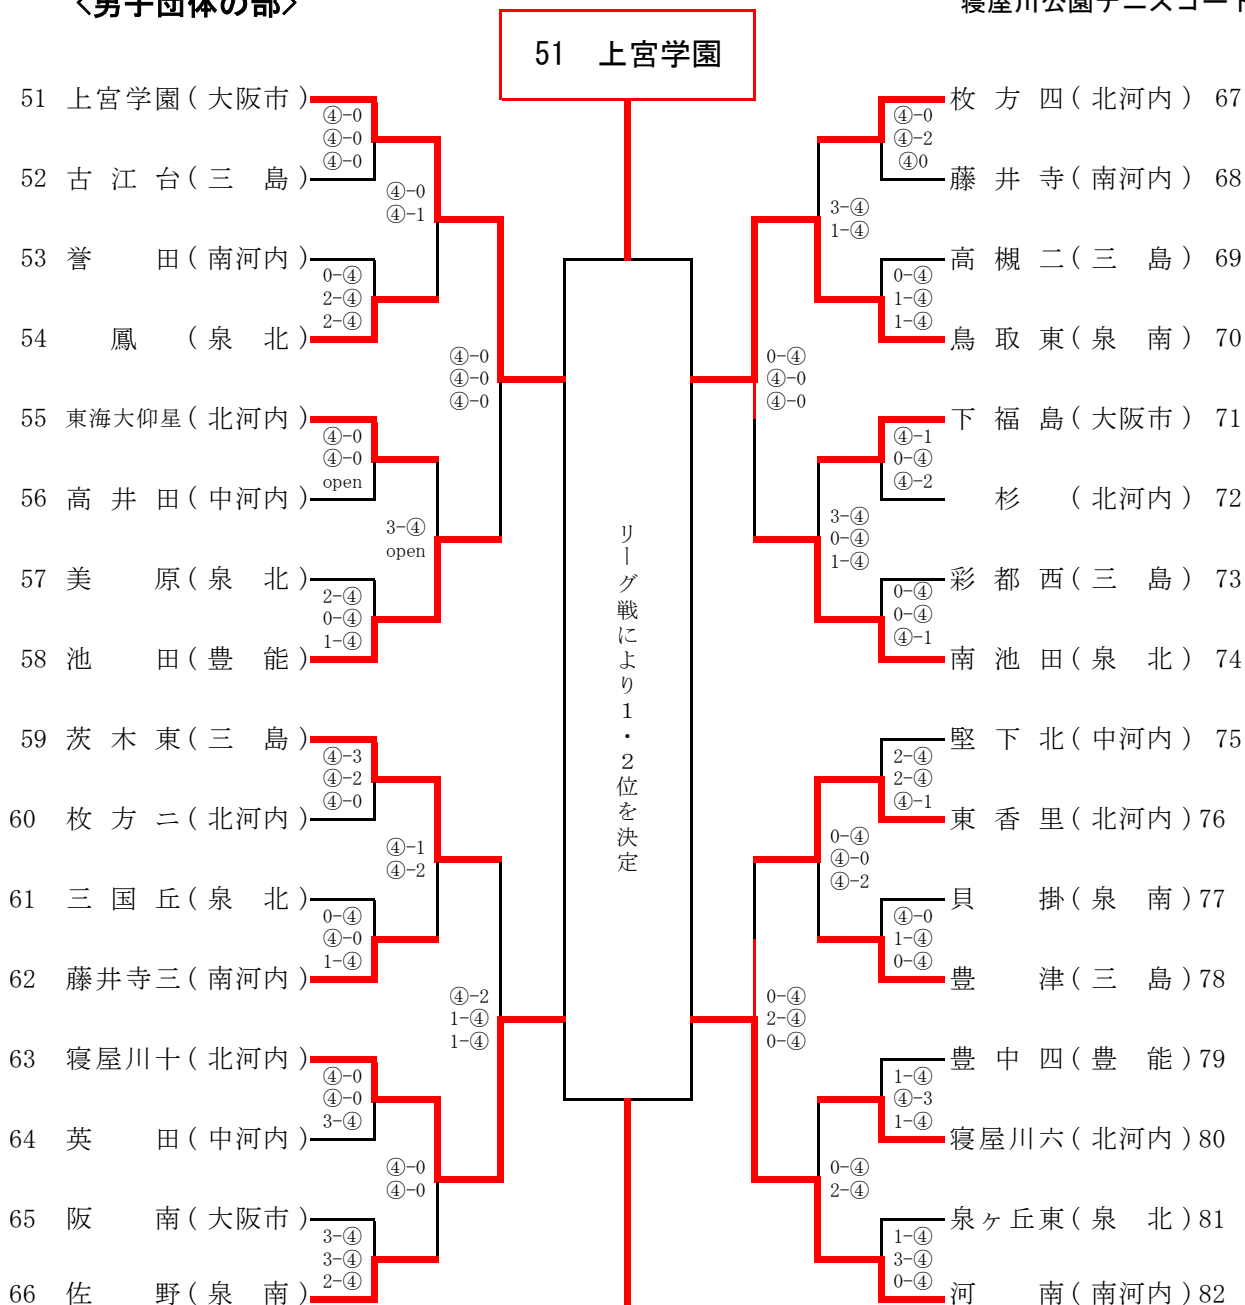 <男子団体の部>
寝屋川公園テニスコート
51 上宮学園
51 上宮学園(大阪市)
④-0
④-0
④-0
52 古江台(三島)
④-0
④-1
53 誉田(南河内)
0-④
2-④
2-④
54 鳳(泉北)
④-0
④-0
④-0
55 東海大仰星(北河内)
④-0
④-0
open
56 高井田(中河内)
3-④
open
57 美原(泉北)
2-④
0-④
1-④
58 池田(豊能)
59 茨木東(三島)
④-3
④-2
④-0
60 枚方ニ(北河内)
④-1
④-2
61 三国丘(泉北)
0-④
④-0
1-④
62 藤井寺三(南河内)
④-2
1-④
1-④
63 寝屋川十(北河内)
④-0
④-0
3-④
64 英田(中河内)
④-0
④-0
65 阪南(大阪市)
3-④
3-④
2-④
66 佐野(泉南)
リーグ戦により1・2位を決定
枚方四(北河内) 67
④-0
④-2
④0
藤井寺(南河内) 68
3-④
1-④
高槻二(三島) 69
0-④
1-④
1-④
鳥取東(泉南) 70
0-④
④-0
④-0
下福島(大阪市) 71
④-1
0-④
④-2
杉(北河内) 72
3-④
0-④
1-④
彩都西(三島) 73
0-④
0-④
④-1
南池田(泉北) 74
堅下北(中河内) 75
2-④
2-④
④-1
東香里(北河内)76
0-④
④-0
④-2
貝掛(泉南)77
④-0
1-④
0-④
豊津(三島)78
0-④
2-④
0-④
豊中四(豊能)79
1-④
④-3
1-④
寝屋川六(北河内)80
0-④
2-④
泉ヶ丘東(泉北)81
1-④
3-④
0-④
河南(南河内)82